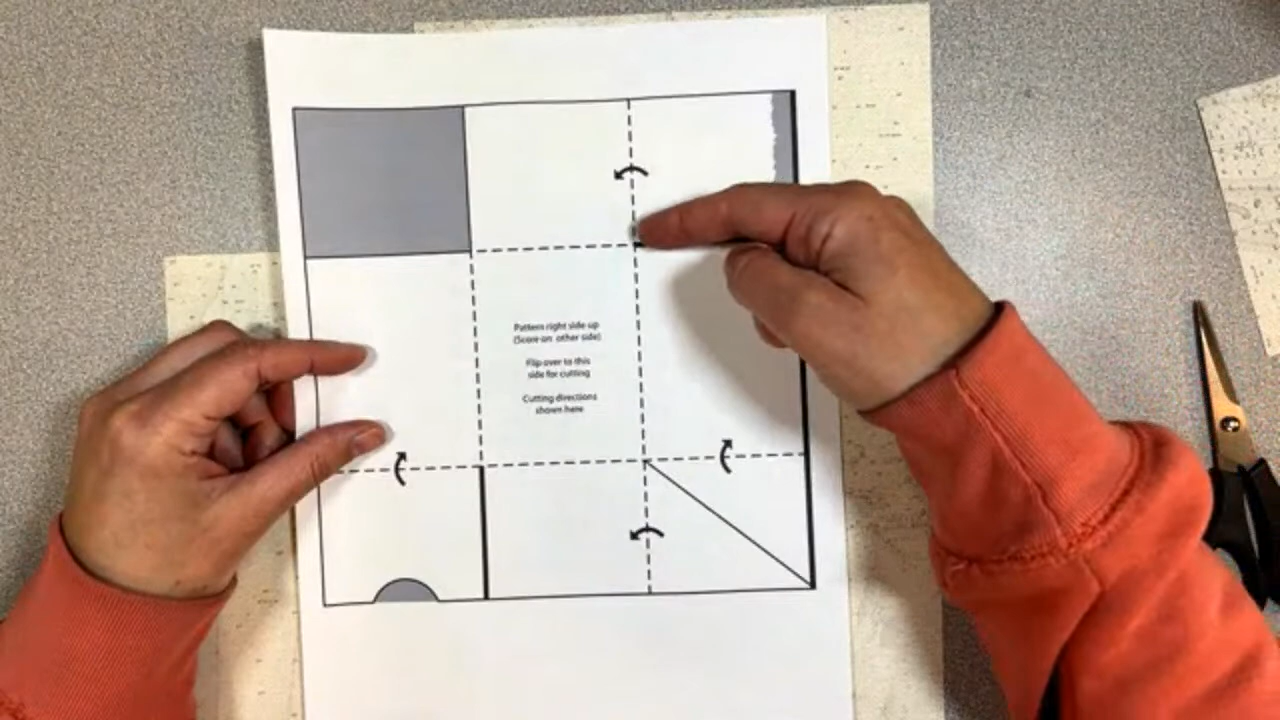 Pattern right side up
(Score on other side)
Flip over to this
side for cutting
Cutting directions
shown here